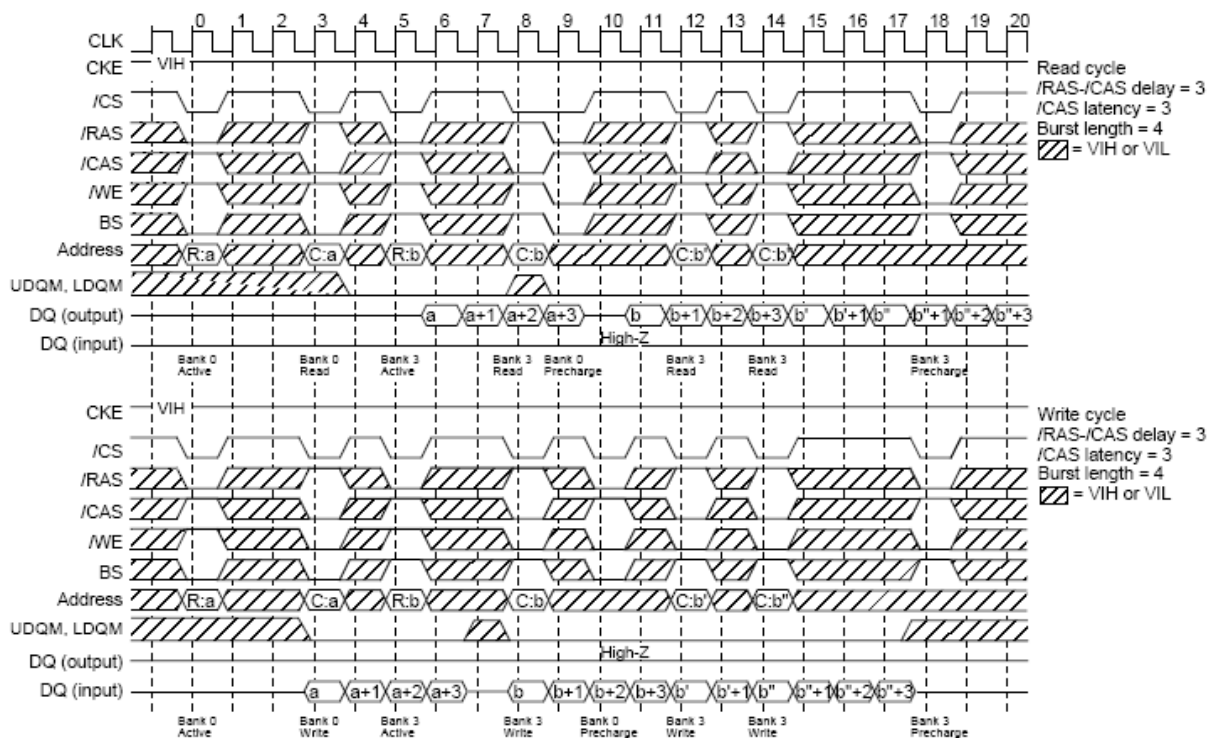 0 1 2 3 4 5 6 7 8 9 10 11 12 13 14 15 16 17 18 19 20
CLK
CKE VIH
/CS
/RAS
/CAS
/WE
BS
Address R:a C:a R:b C:b C:b' C:b"
UDQM, LDQM
DQ (output) a a+1 a+2 a+3 b b+1 b+2 b+3 b' b'+1 b" b"+1 b"+2 b"+3
DQ (input) High-Z
Bank 0 Bank 0 Bank 3 Bank 3 Bank 0 Bank 3 Bank 3 Bank 3
Active Read Active Read Precharge Read Read Precharge
Read cycle
/RAS-/CAS delay = 3
/CAS latency = 3
Burst length = 4
= VIH or VIL
CKE VIH
/CS
/RAS
/CAS
/WE
BS
Address R:a C:a R:b C:b C:b' C:b"
UDQM, LDQM
DQ (output) High-Z
DQ (input) a a+1 a+2 a+3 b b+1 b+2 b+3 b' b'+1 b" b"+1 b"+2 b"+3
Bank 0 Bank 0 Bank 3 Bank 3 Bank 0 Bank 3 Bank 3 Bank 3
Active Write Active Write Precharge Write Write Precharge
Write cycle
/RAS-/CAS delay = 3
/CAS latency = 3
Burst length = 4
= VIH or VIL